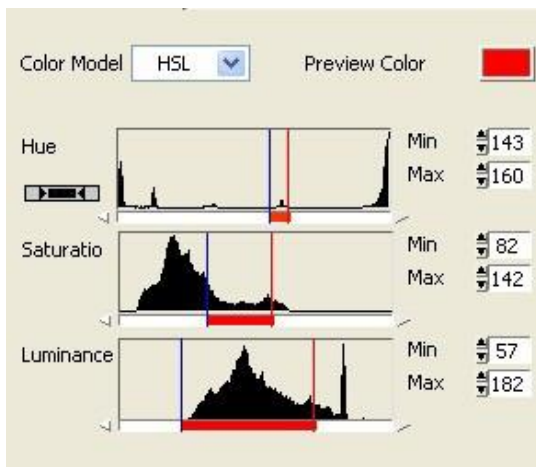 Color Model HSL Preview Color
Hue Min 143
Max 160
Saturatio Min 82
Max 142
Luminance Min 57
Max 182